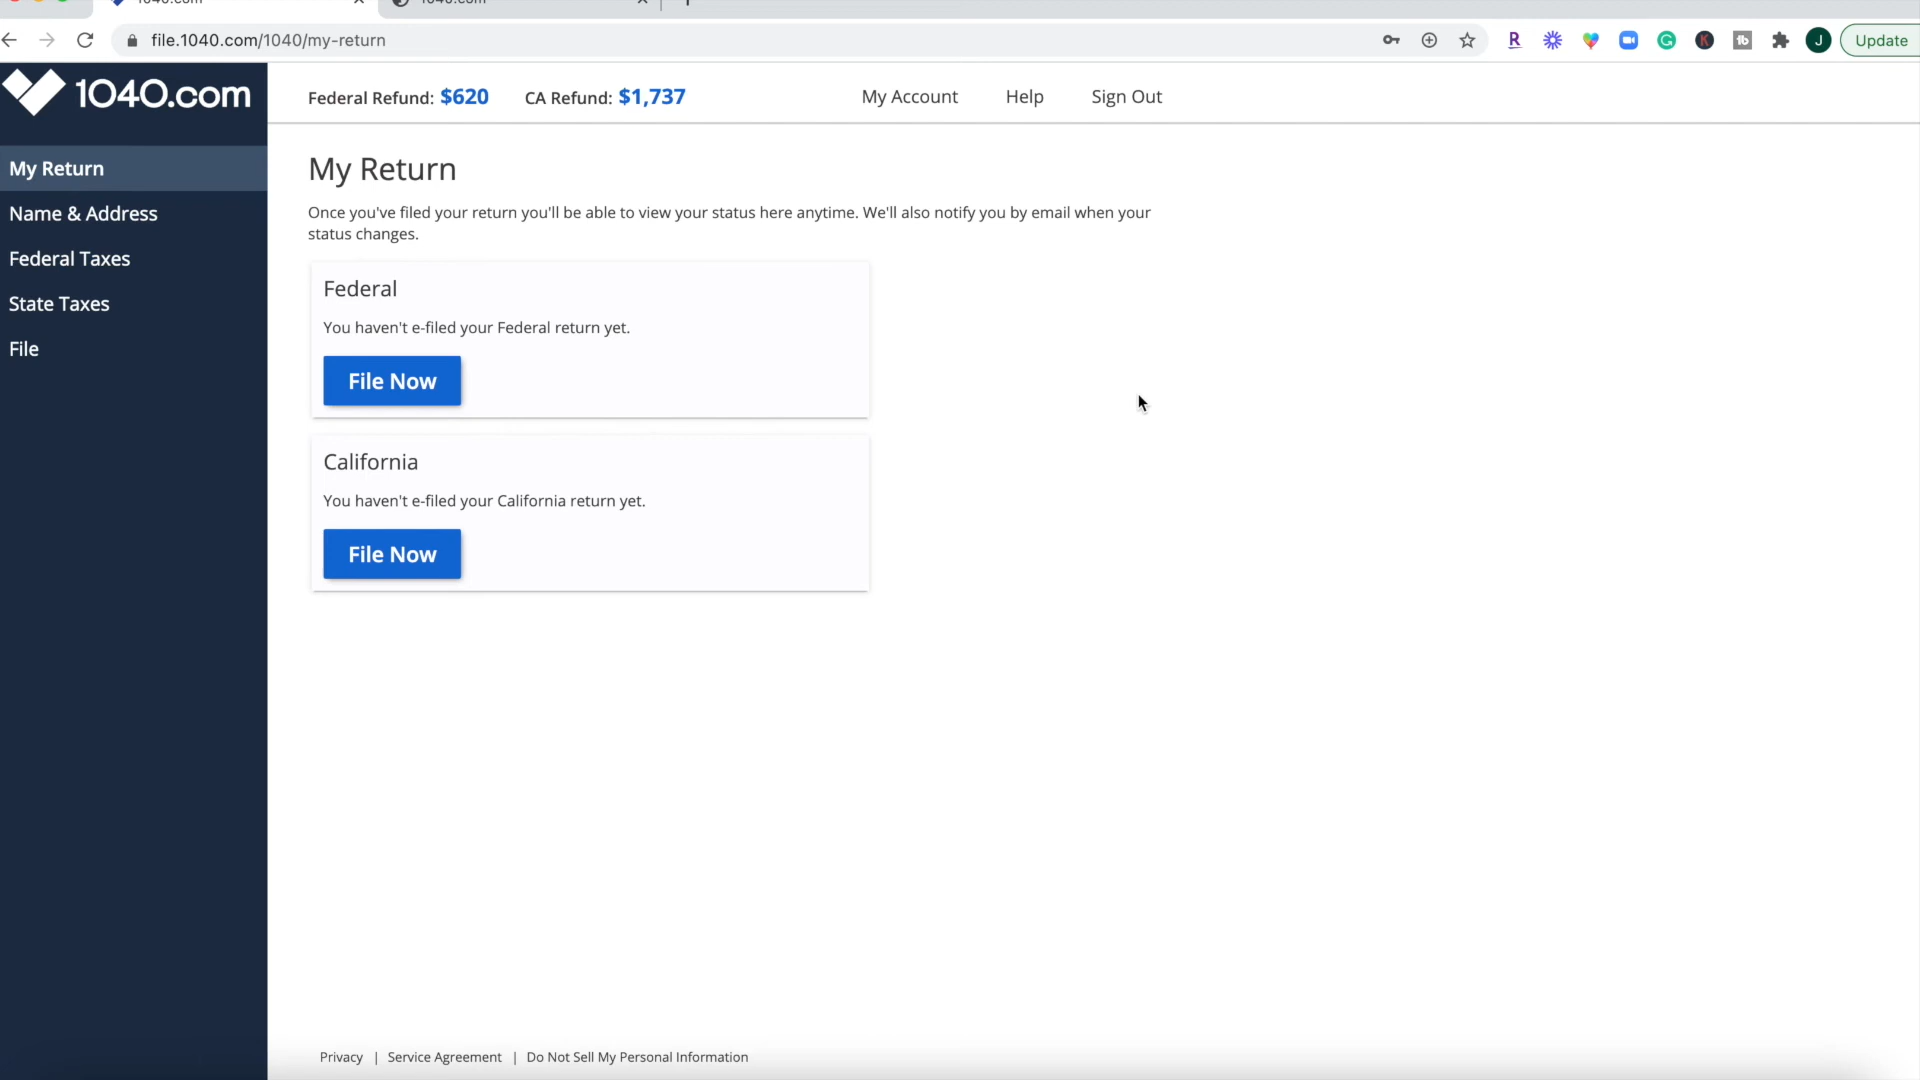 file.1040.com/1040/my-return
Update
1040.com
Federal Refund: $620 CA Refund: $1,737
My Account
Help
Sign Out
My Return
Name & Address
Federal Taxes
State Taxes
File
My Return
Once you've filed your return you'll be able to view your status here anytime. We'll also notify you by email when your
status changes.
Federal
You haven't e-filed your Federal return yet.
File Now
California
You haven't e-filed your California return yet.
File Now
Privacy | Service Agreement | Do Not Sell My Personal Information